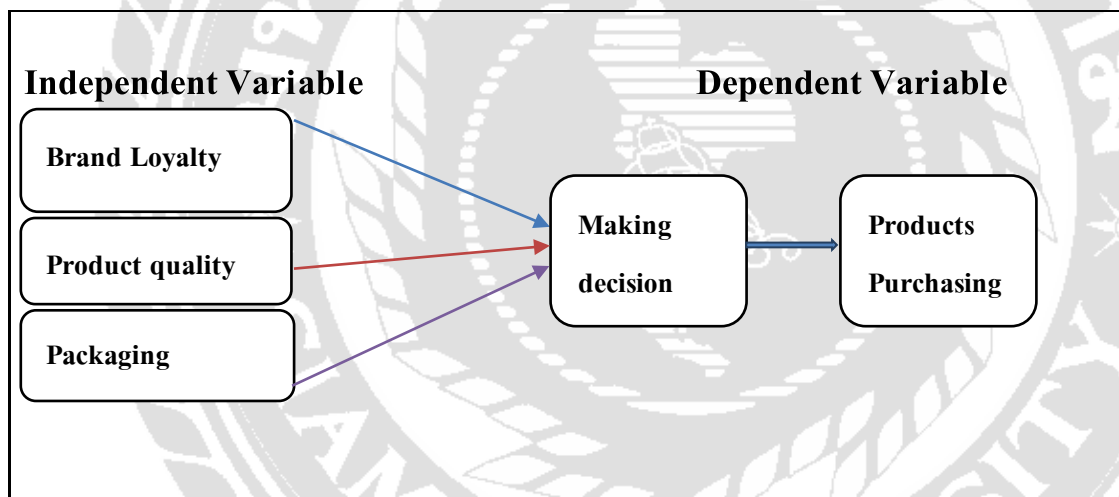 Independent Variable
Dependent Variable
Brand Loyalty
Product quality
Packaging
Making
decision
Products
Purchasing